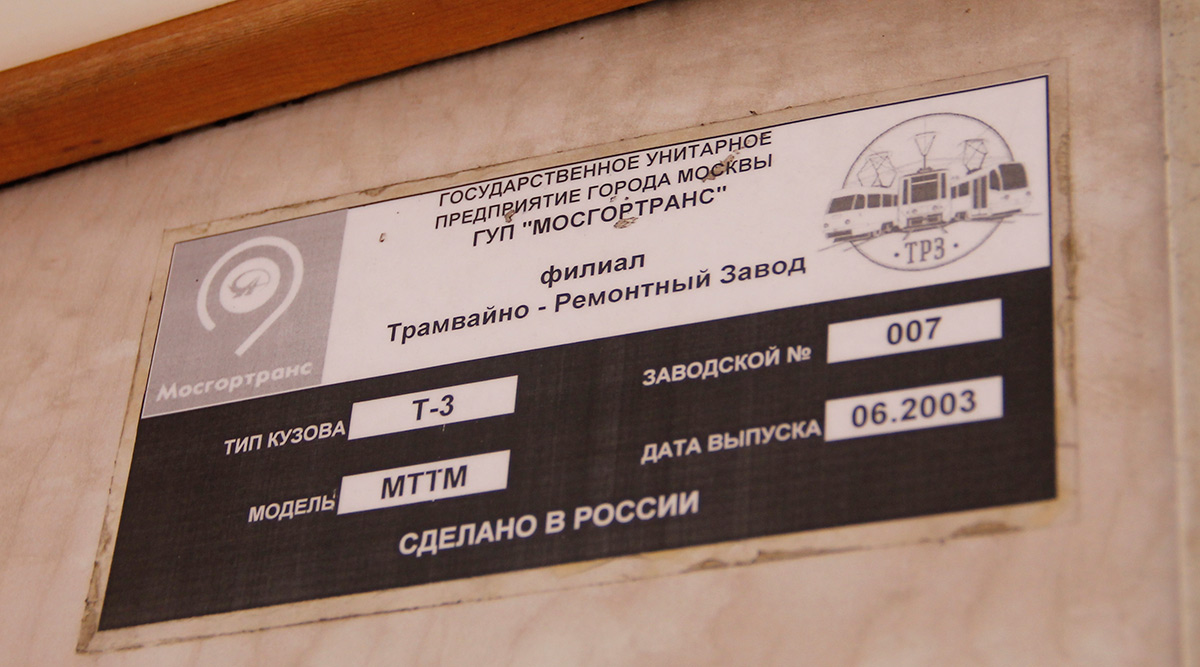 ГОСУДАРСТВЕННОЕ УНИТАРНОЕ
ПРЕДПРИЯТИЕ ГОРОДА МОСКВЫ
ГУП "МОСГОРТРАНС"
филиал
Трамвайно - Ремонтный Завод
ТРЗ
Мосгортранс
ТИП КУЗОВА Т-3
ЗАВОДСКОЙ № 007
МОДЕЛЬ МТТМ
ДАТА ВЫПУСКА 06.2003
СДЕЛАНО В РОССИИ